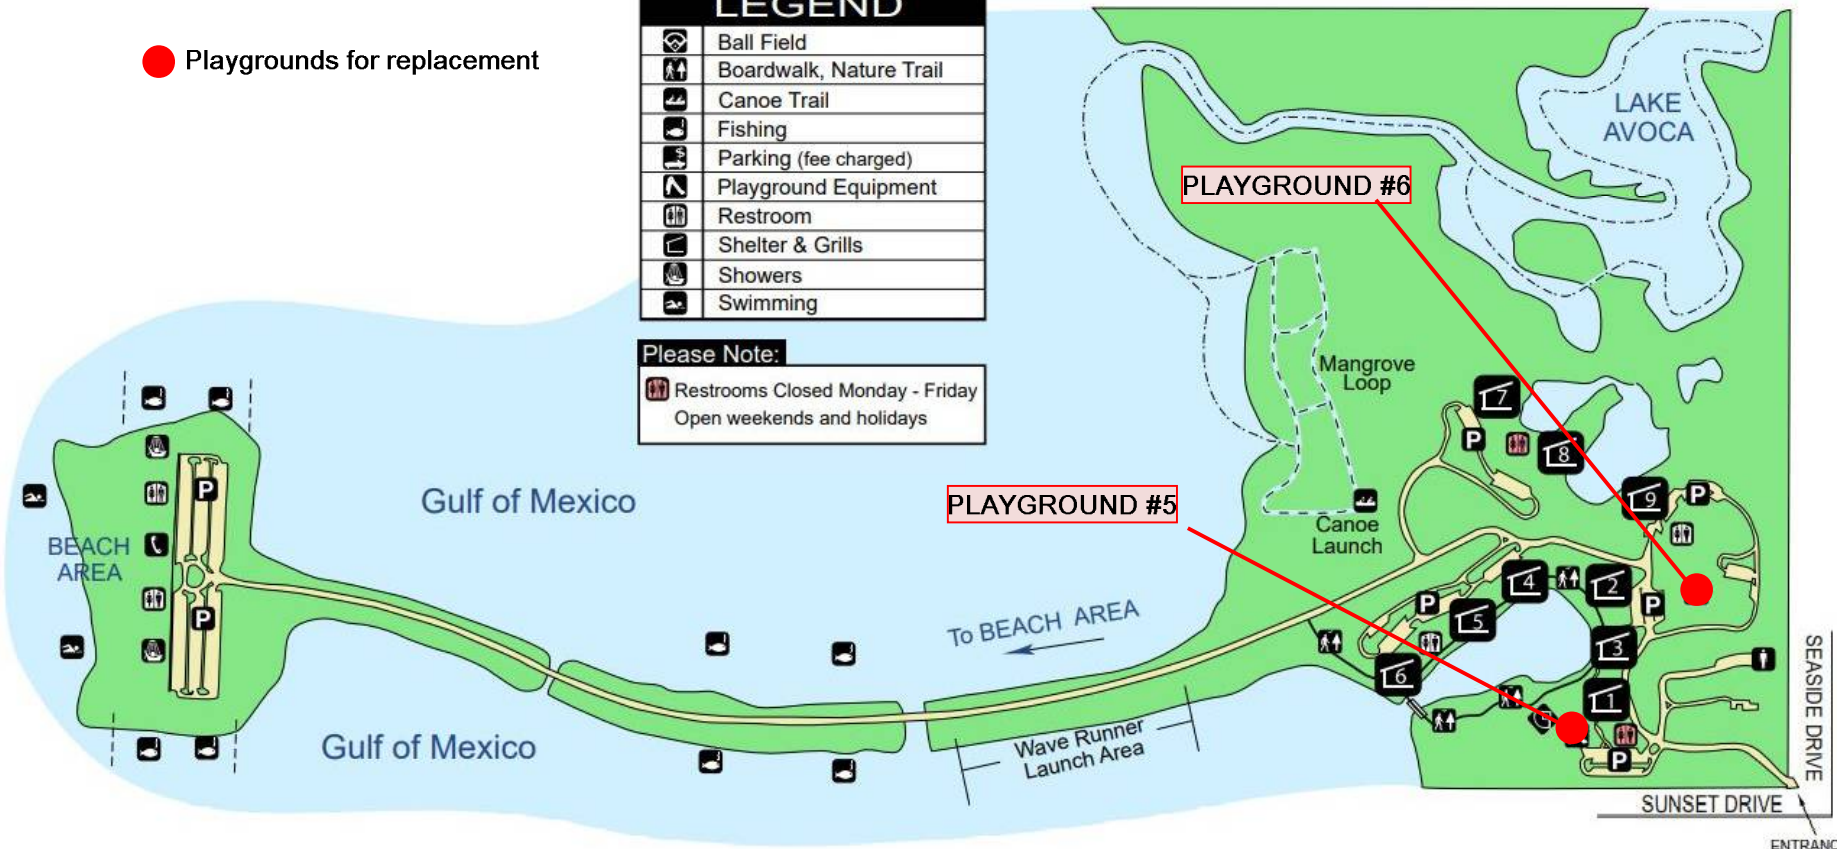 LEGEND
Playgrounds for replacement
Ball Field
Boardwalk, Nature Trail
Canoe Trail
Fishing
$
Parking (fee charged)
Playground Equipment
Restroom
Shelter & Grills
Showers
Swimming
Please Note:
Restrooms Closed Monday - Friday
Open weekends and holidays
LAKE
AVOCA
PLAYGROUND #6
Mangrove
Loop
7
P
8
9
P
Canoe
Launch
PLAYGROUND #5
Gulf of Mexico
P
BEACH
AREA
P
To BEACH AREA
4
2
P
P
5
3
6
1
P
Gulf of Mexico
Wave Runner
Launch Area
SEASIDE DRIVE
SUNSET DRIVE
ENTRANC